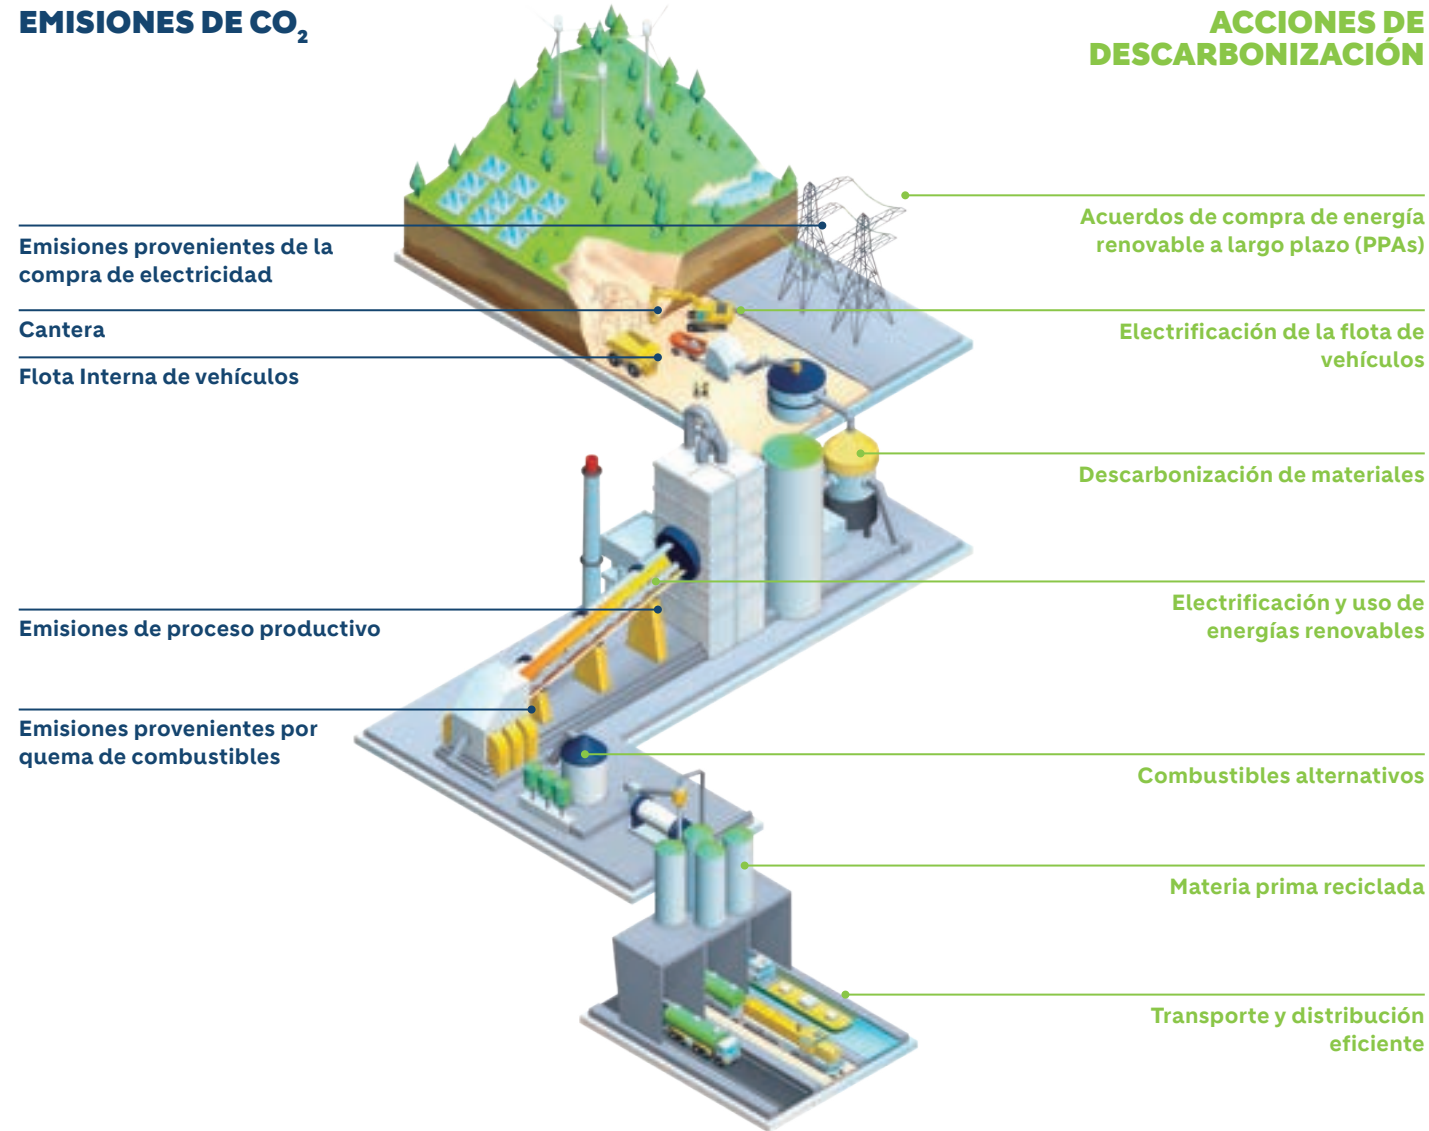 EMISIONES DE CO₂
Emisiones provenientes de la
compra de electricidad
Cantera
Flota Interna de vehículos
Emisiones de proceso productivo
Emisiones provenientes por
quema de combustibles
ACCIONES DE
DESCARBONIZACIÓN
Acuerdos de compra de energía
renovable a largo plazo (PPAs)
Electrificación de la flota de
vehículos
Descarbonización de materiales
Electrificación y uso de
energías renovables
Combustibles alternativos
Materia prima reciclada
Transporte y distribución
eficiente